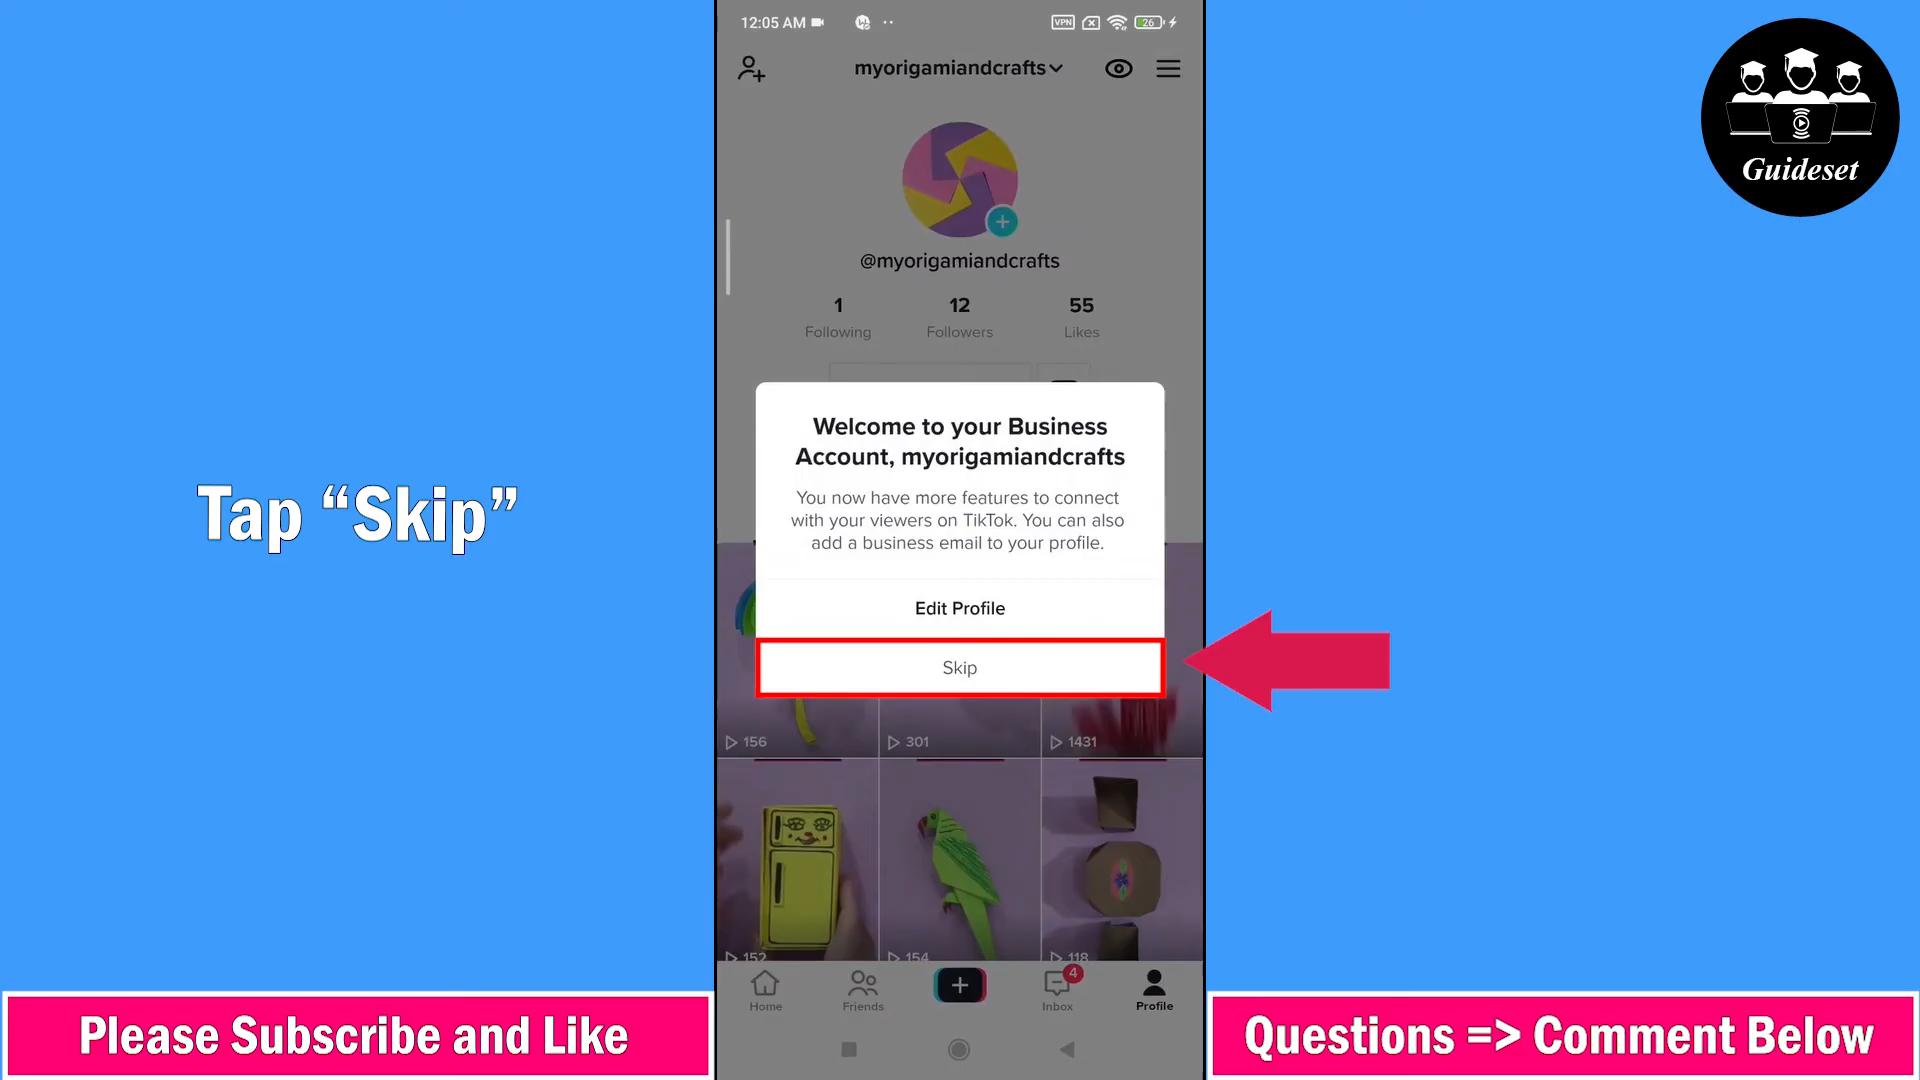 12:05 AM
VPN
26
myorigamiandcrafts
Guideset
@myorigamiandcrafts
1
12
55
Following
Followers
Likes
Tap “Skip”
Welcome to your Business
Account, myorigamiandcrafts
You now have more features to connect
with your viewers on TikTok. You can also
add a business email to your profile.
Edit Profile
Skip
156
301
1431
152
154
118
4
Home
Friends
Inbox
Profile
Please Subscribe and Like
Questions => Comment Below